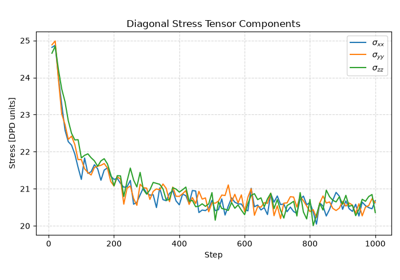 Diagonal Stress Tensor Components
σxx
σyy
σzz
25
24
23
22
21
20
Stress [DPD units]
0 200 400 600 800 1000
Step